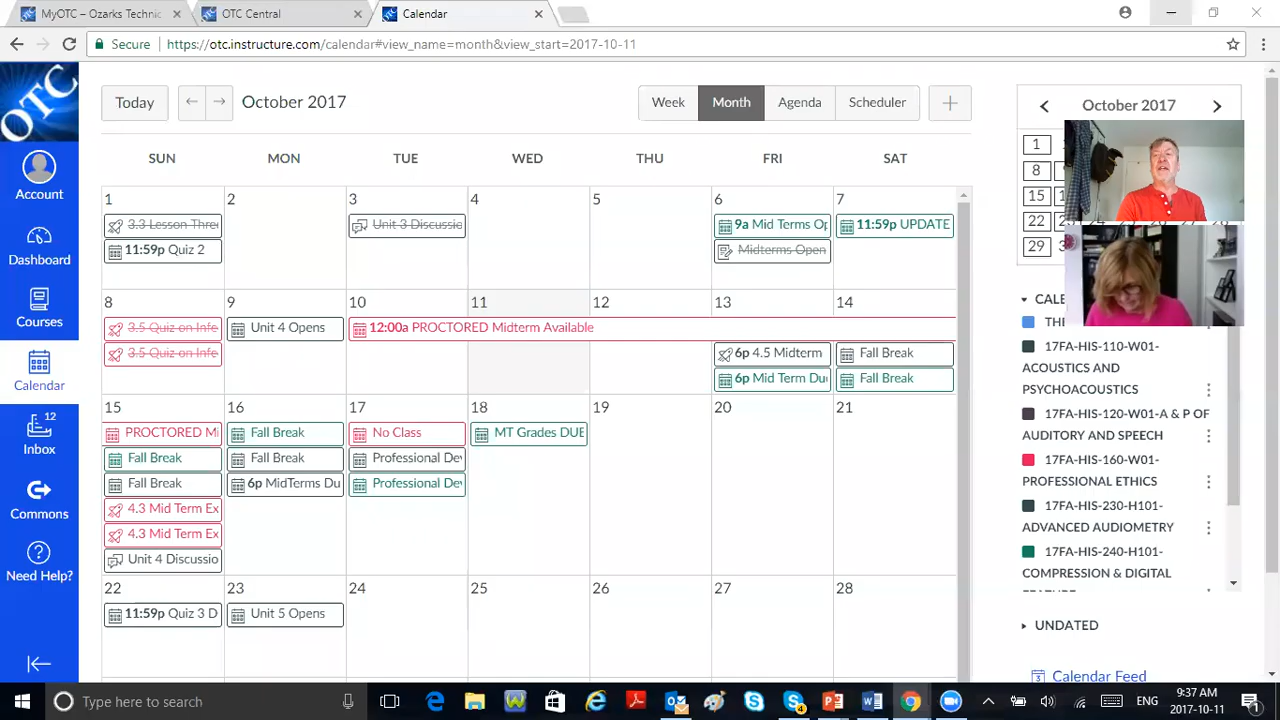 MyOTC – Ozarks Technic
OTC Central
Calendar
Secure
https://otc.instructure.com/calendar#view_name=month&view_start=2017-10-11
OTC
Account
Dashboard
Courses
Calendar
12
Inbox
Commons
Need Help?
Today
October 2017
Week
Month
Agenda
Scheduler
SUN
MON
TUE
WED
THU
FRI
SAT
1
2
3
4
5
6
7
3.3 Lesson Three
Unit 3 Discussio
9a Mid Terms Op
11:59p UPDATE
11:59p Quiz 2
Midterms Open
8
9
10
11
12
13
14
3.5 Quiz on Info
Unit 4 Opens
12:00a PROCTORED Midterm Available
3.5 Quiz on Info
6p 4.5 Midterm
Fall Break
6p Mid Term Du
Fall Break
15
16
17
18
19
20
21
PROCTORED Mi
Fall Break
No Class
MT Grades DUE
Fall Break
Fall Break
Professional Dev
Fall Break
6p MidTerms Du
Professional Dev
4.3 Mid Term Ex
4.3 Mid Term Ex
Unit 4 Discussio
22
23
24
25
26
27
28
11:59p Quiz 3 D
Unit 5 Opens
October 2017
1
8
15
22
29
CALE
THE
17FA-HIS-110-W01-
ACOUSTICS AND
PSYCHOACOUSTICS
17FA-HIS-120-W01-A & P OF
AUDITORY AND SPEECH
17FA-HIS-160-W01-
PROFESSIONAL ETHICS
17FA-HIS-230-H101-
ADVANCED AUDIOMETRY
17FA-HIS-240-H101-
COMPRESSION & DIGITAL
UNDATED
Calendar Feed
Type here to search
4
ENG
9:37 AM
2017-10-11
1